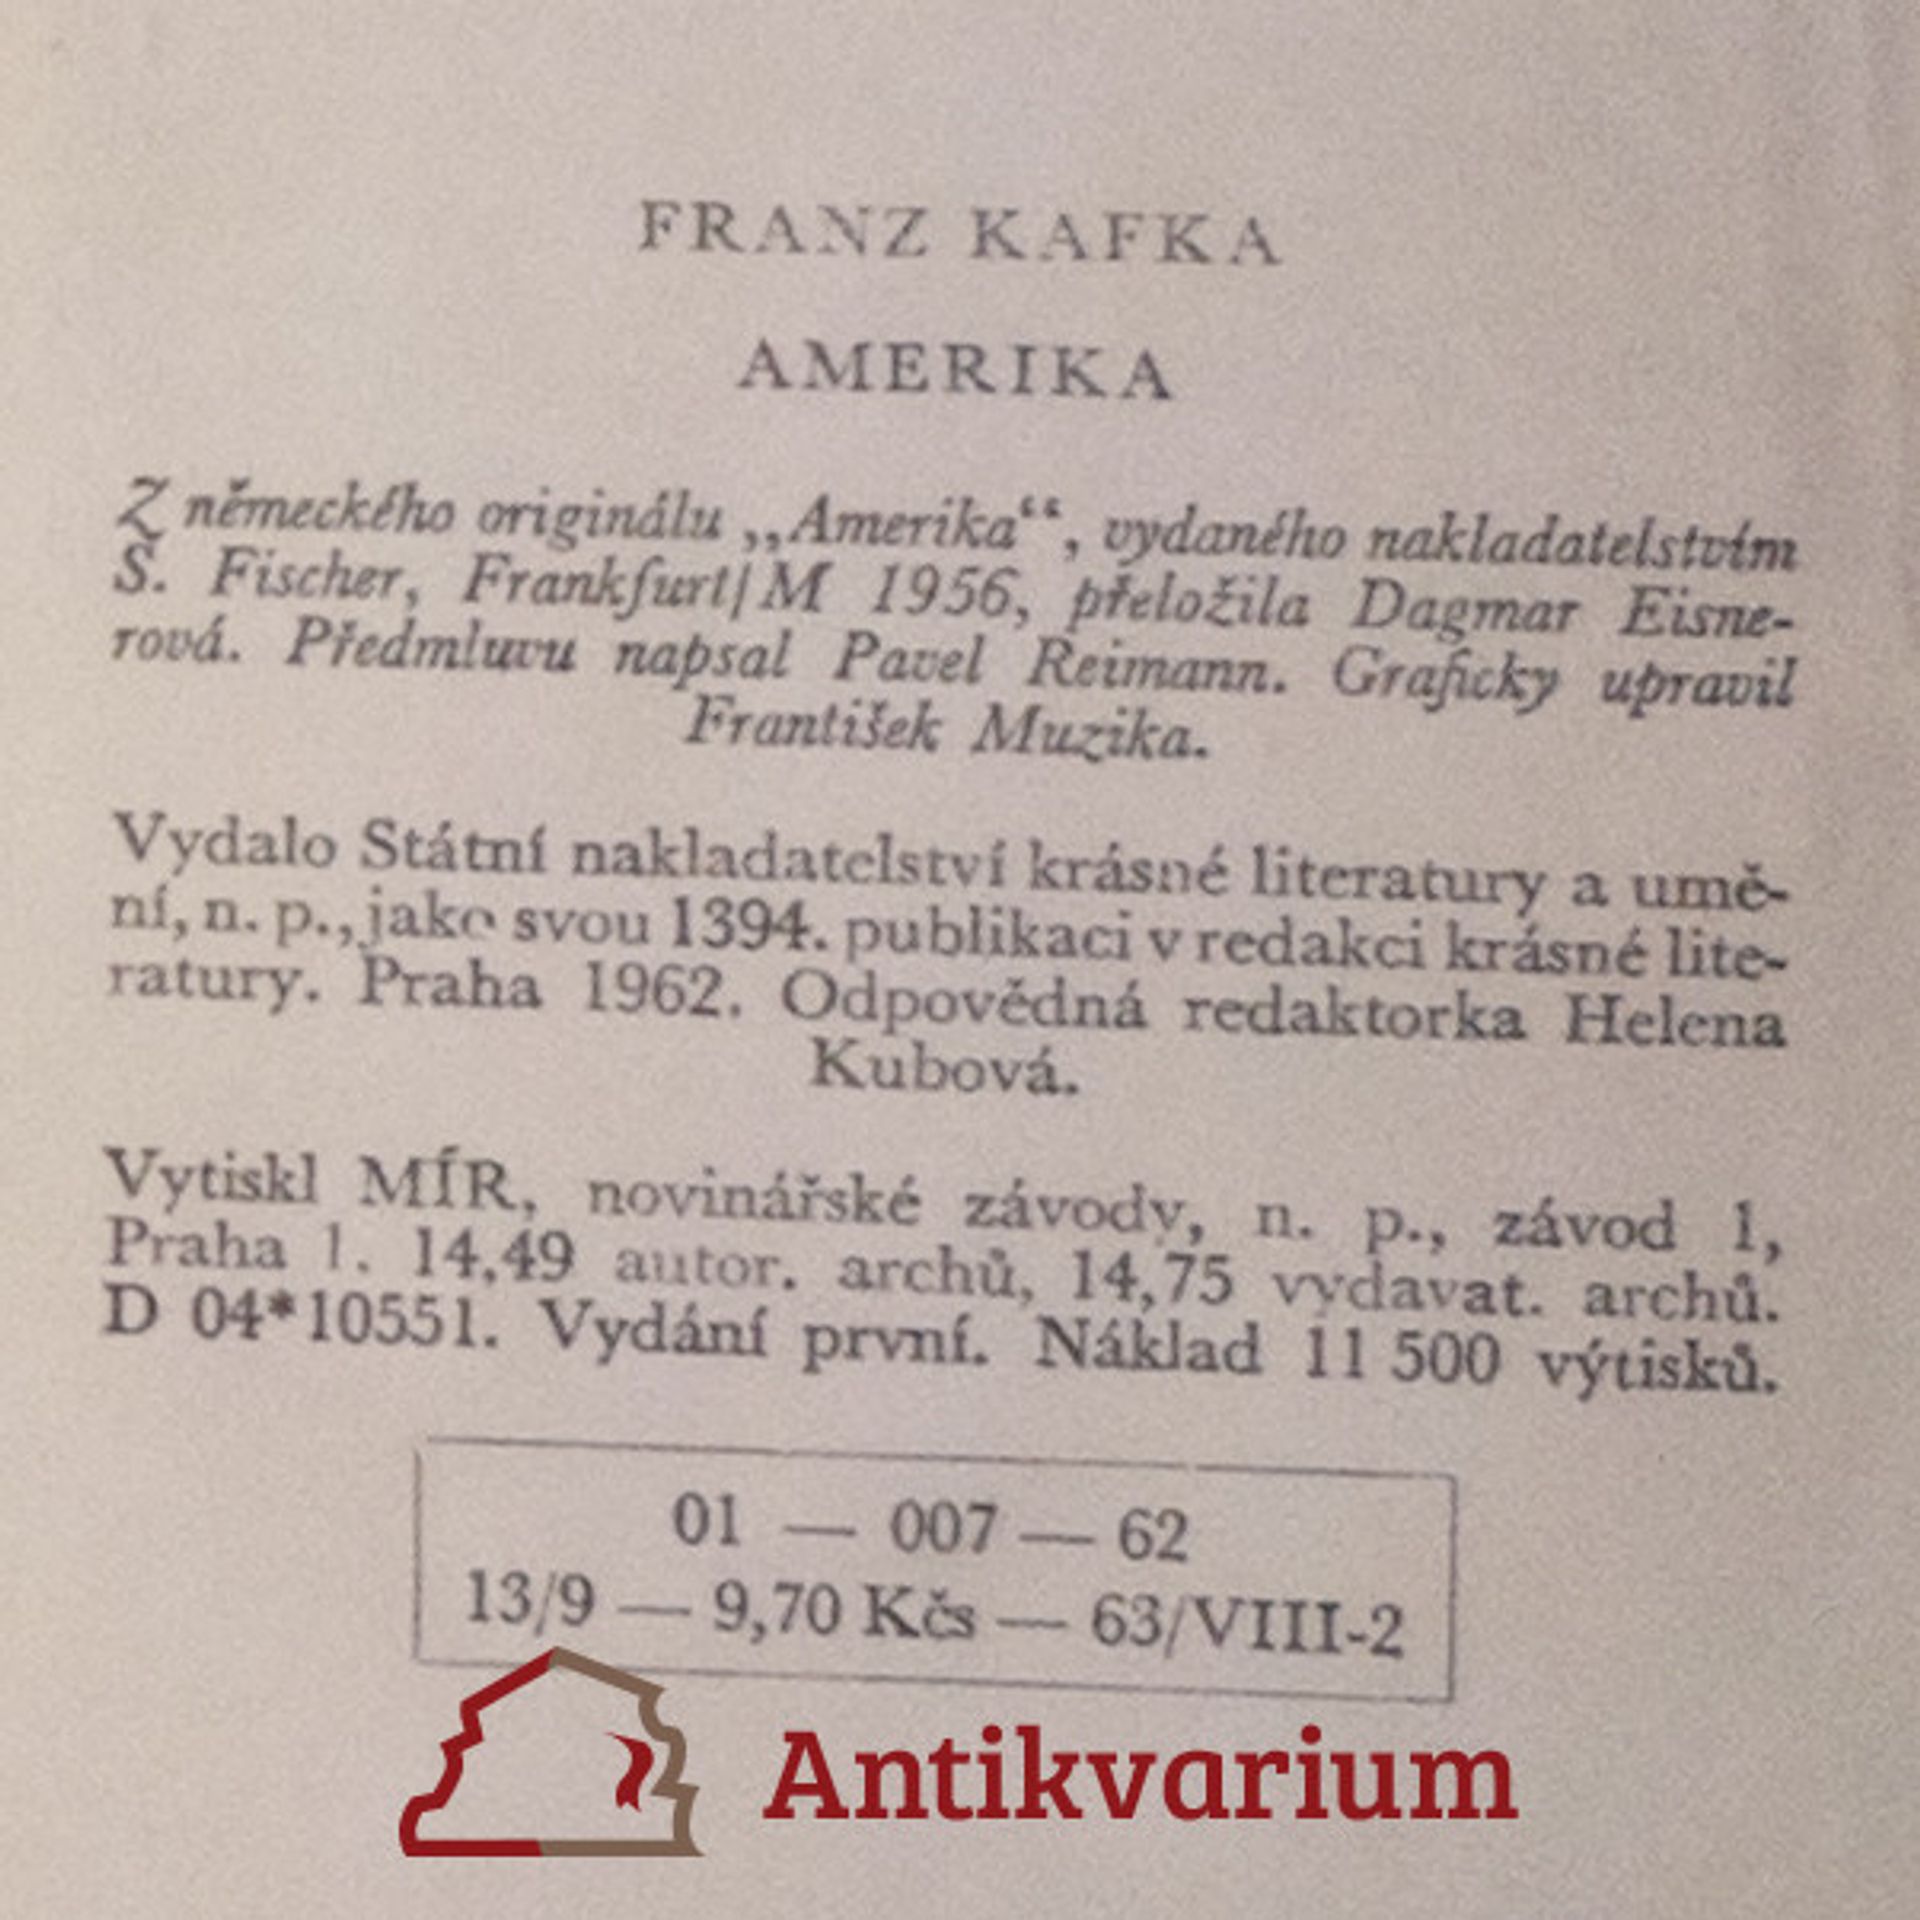 FRANZ KAFKA
AMERIKA
Z německého originálu „Amerika“, vydaného nakladatelstvím
S. Fischer, Frankfurt/M 1956, přeložila Dagmar Eisne-
rová. Předmluvu napsal Pavel Reimann. Graficky upravil
František Muzika.
Vydalo Státní nakladatelství krásné literatury a umě-
ní, n. p., jako svou 1394. publikaci v redakci krásné lite-
ratury. Praha 1962. Odpovědná redaktorka Helena
Kubová.
Vytiskl MÍR, novinářské závody, n. p., závod 1,
Praha 1. 14,49 autor. archů, 14,75 vydavat. archů.
D 04*10551. Vydání první. Náklad 11 500 výtisků.
01 — 007 — 62
13/9 — 9,70 Kčs — 63/VIII-2
Antikvarium